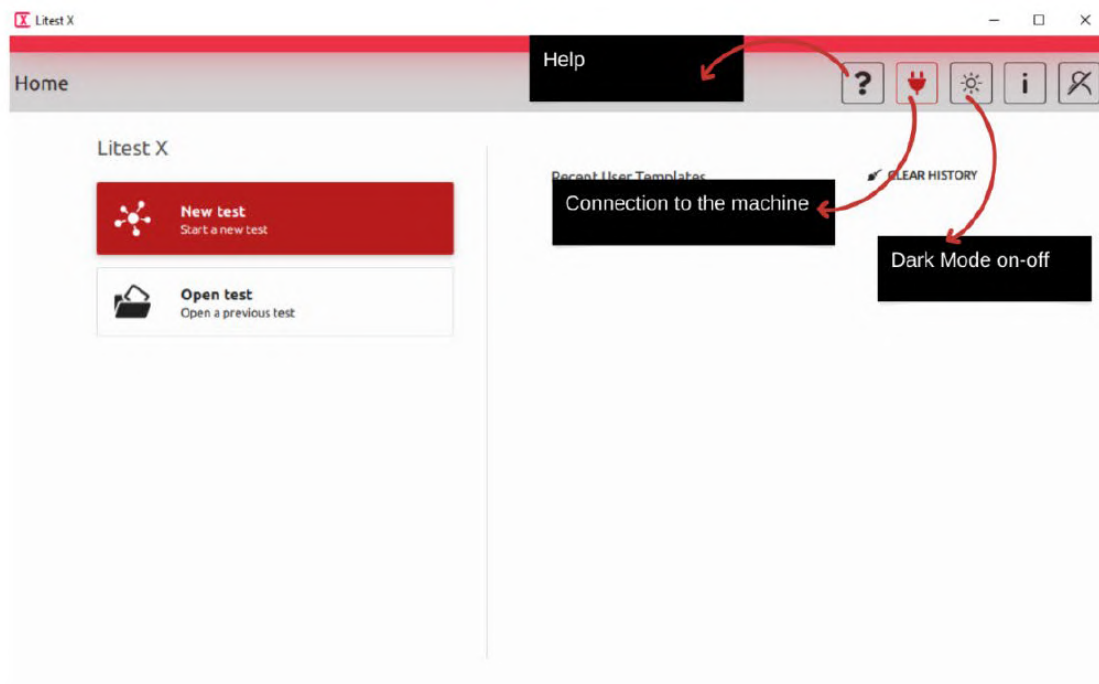 Litest X
Help
Home
?
i
Litest X
New test
Start a new test
Open test
Open a previous test
Recent User Templates
CLEAR HISTORY
Connection to the machine
Dark Mode on-off